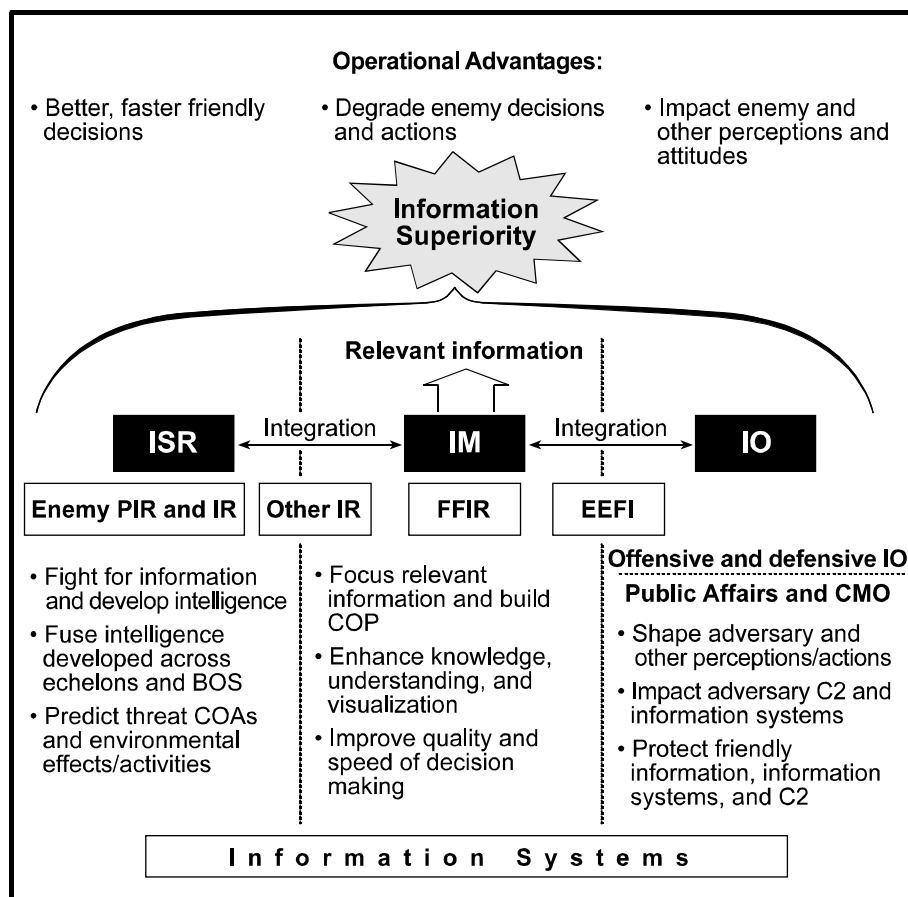 Operational Advantages:
• Better, faster friendly
decisions
• Degrade enemy decisions
and actions
• Impact enemy and
other perceptions and
attitudes
Information
Superiority
Relevant information
ISR
Integration
IM
Integration
IO
Enemy PIR and IR
Other IR
FFIR
EEFI
• Fight for information
and develop intelligence
• Fuse intelligence
developed across
echelons and BOS
• Predict threat COAs
and environmental
effects/activities
• Focus relevant
information and build
COP
• Enhance knowledge,
understanding, and
visualization
• Improve quality and
speed of decision
making
Offensive and defensive IO
Public Affairs and CMO
• Shape adversary and
other perceptions/actions
• Impact adversary C2 and
information systems
• Protect friendly
information, information
systems, and C2
Information Systems